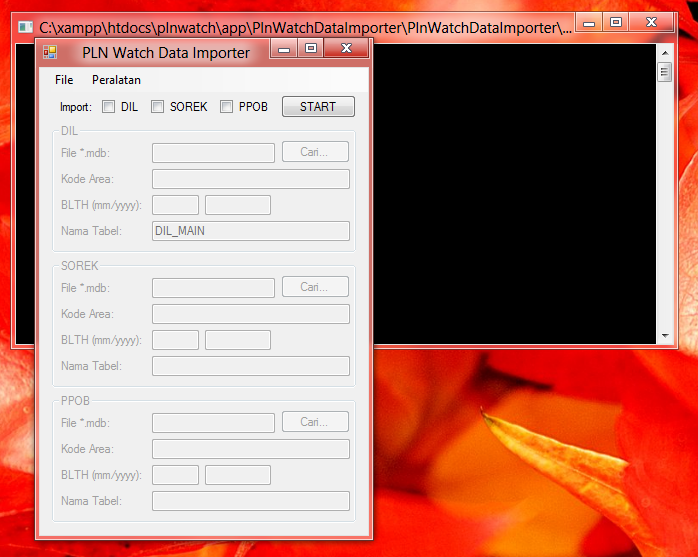 C:\xampp\htdocs\plnwatch\app\PlnWatchDataImporter\PlnWatchDataImporter\...
PLN Watch Data Importer
File Peralatan
Import: DIL SOREK PPOB START
DIL
File *.mdb: Cari...
Kode Area:
BLTH (mm/yyyy):
Nama Tabel: DIL_MAIN
SOREK
File *.mdb: Cari...
Kode Area:
BLTH (mm/yyyy):
Nama Tabel:
PPOB
File *.mdb: Cari...
Kode Area:
BLTH (mm/yyyy):
Nama Tabel: